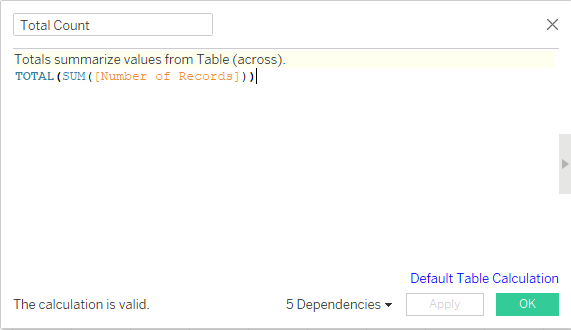 Total Count
Totals summarize values from Table (across).
TOTAL(SUM([Number of Records]))
Default Table Calculation
The calculation is valid.
5 Dependencies
Apply
OK